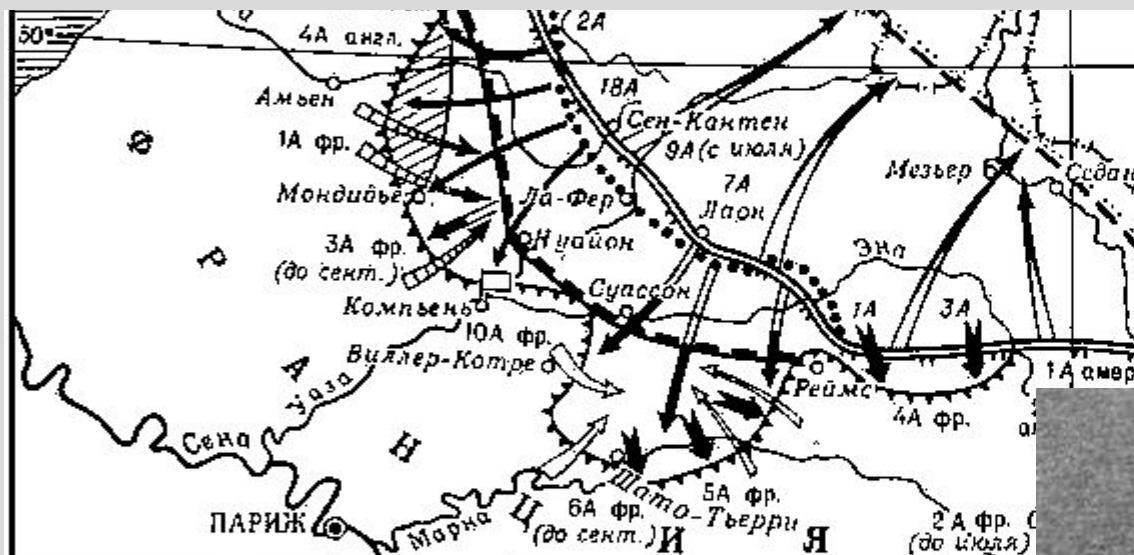 50°
4А англ.
2А
Амьен
18А
Сен-Кантен
9А (с июля)
1А фр.
Мезьер
Седан
Мондидье
Ла-Фер
7А
Лаон
3А фр.
(до сент.)
Нуайон
Эна
Суассон
Компьень
1А
3А
10А фр.
Виллер-Котре
Реймс
1А амер
Уаза
4А фр.
Сена
Шато-Тьерри
5А фр.
6А фр.
(до сент.)
ПАРИЖ
Марна
2А фр.
(до июля)
Ф Р А Н Ц И Я